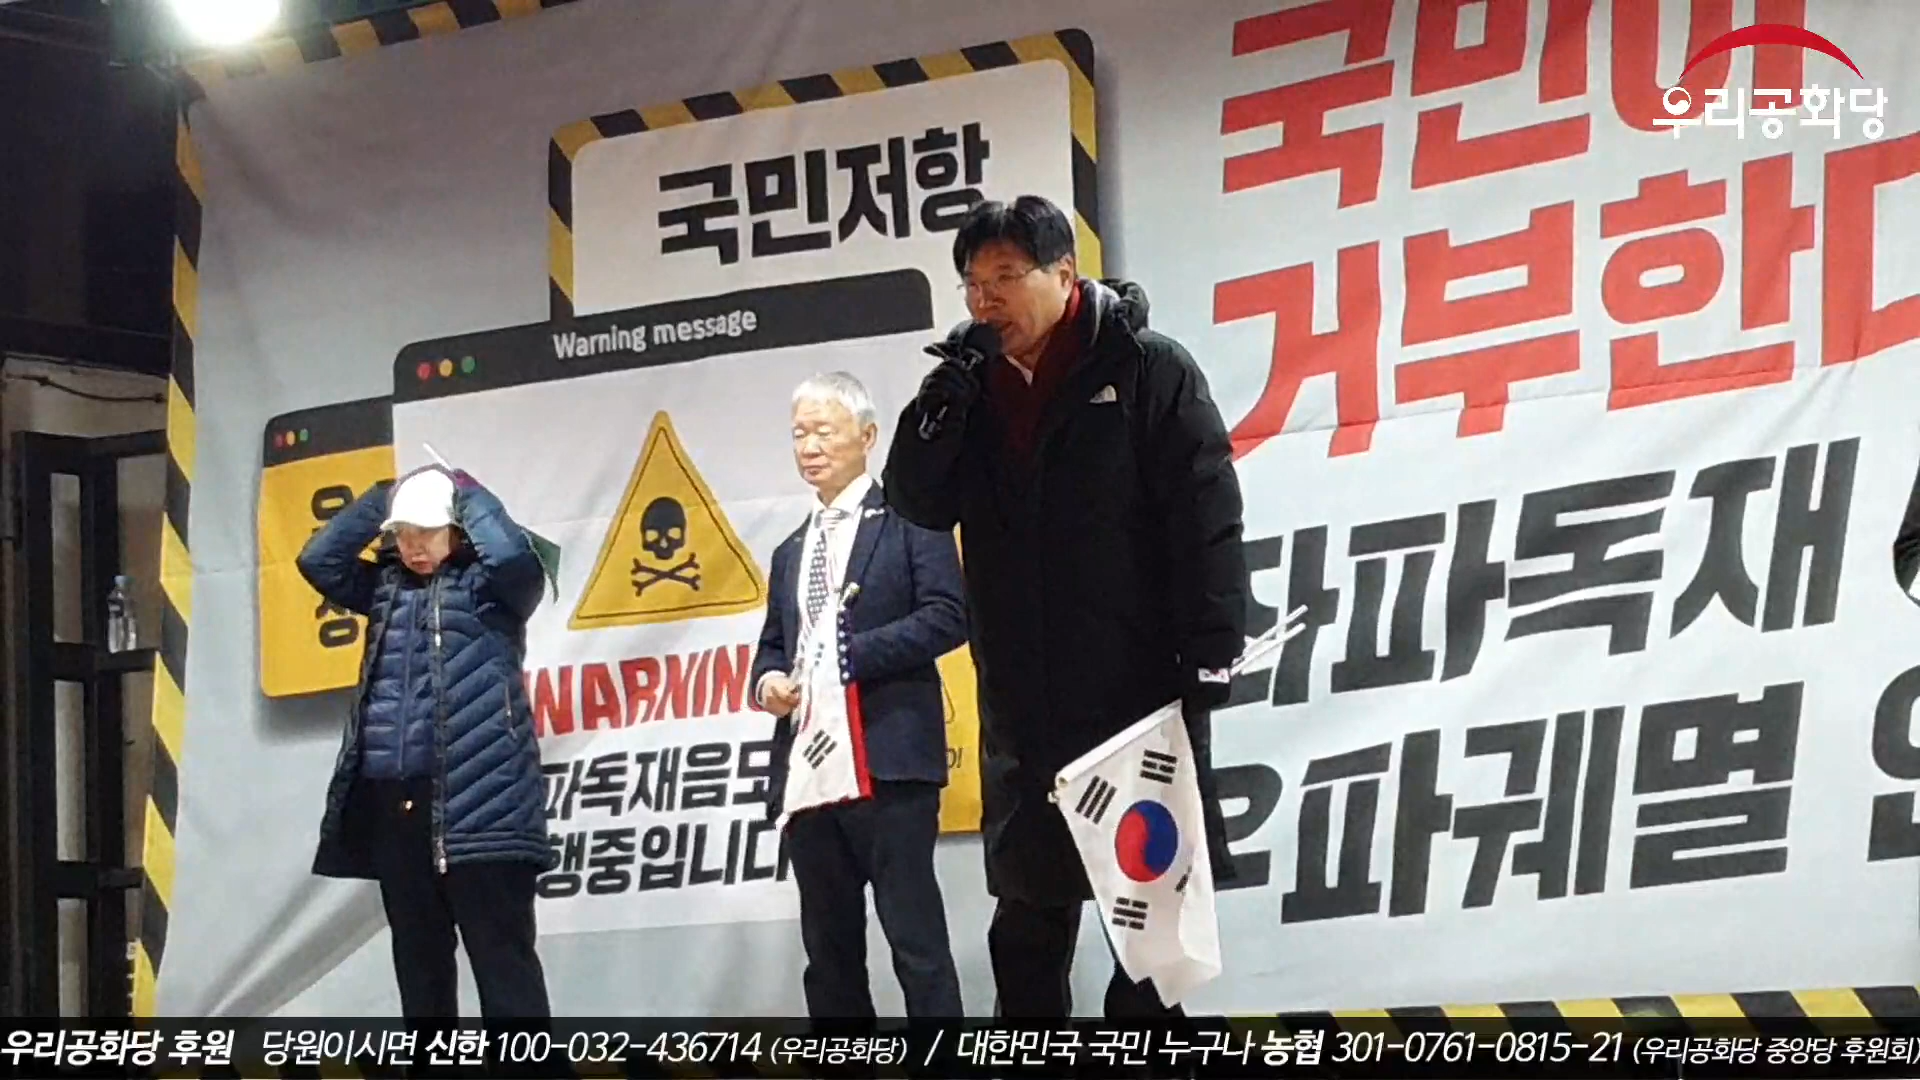 우리공화당
국민이
거부한다
국민저항
Warning message
WARNIN
파독재음모
행중입니다
좌파독재
우파궤멸
우리공화당 후원 당원이시면 신한 100-032-436714 (우리공화당) / 대한민국 국민 누구나 농협 301-0761-0815-21 (우리공화당 중앙당 후원회)